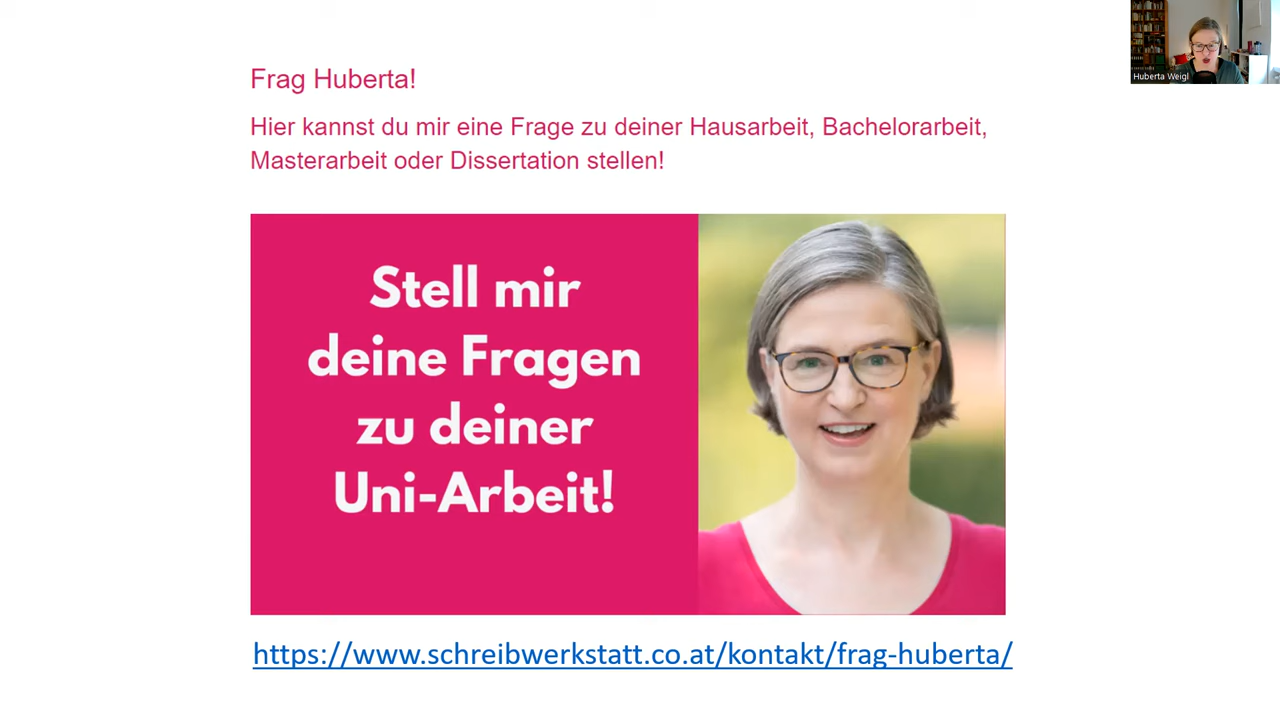 Frag Huberta!
Hier kannst du mir eine Frage zu deiner Hausarbeit, Bachelorarbeit,
Masterarbeit oder Dissertation stellen!
Stell mir
deine Fragen
zu deiner
Uni-Arbeit!
https://www.schreibwerkstatt.co.at/kontakt/frag-huberta/
Huberta Weigl